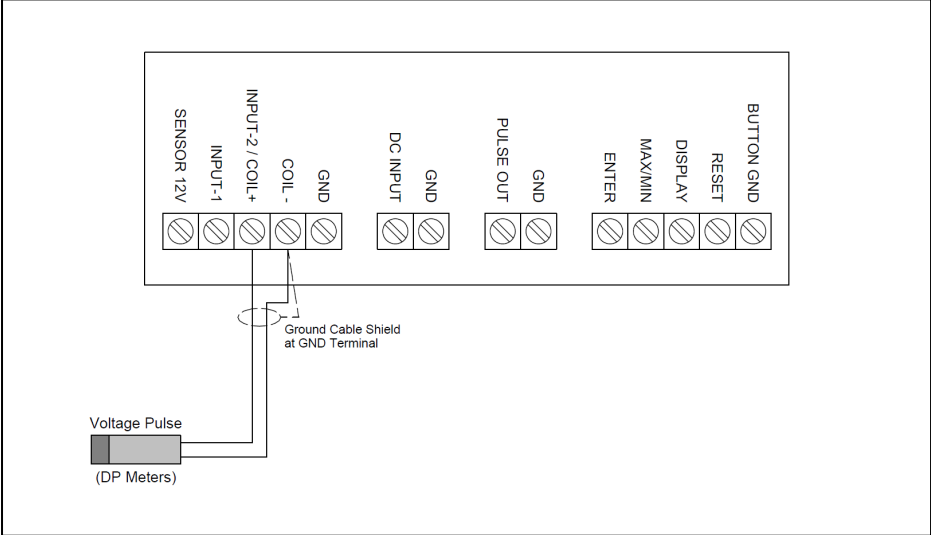 SENSOR 12V
INPUT-1
INPUT-2 / COIL+
COIL -
GND
DC INPUT
GND
PULSE OUT
GND
ENTER
MAX/MIN
DISPLAY
RESET
BUTTON GND
Ground Cable Shield
at GND Terminal
Voltage Pulse
(DP Meters)